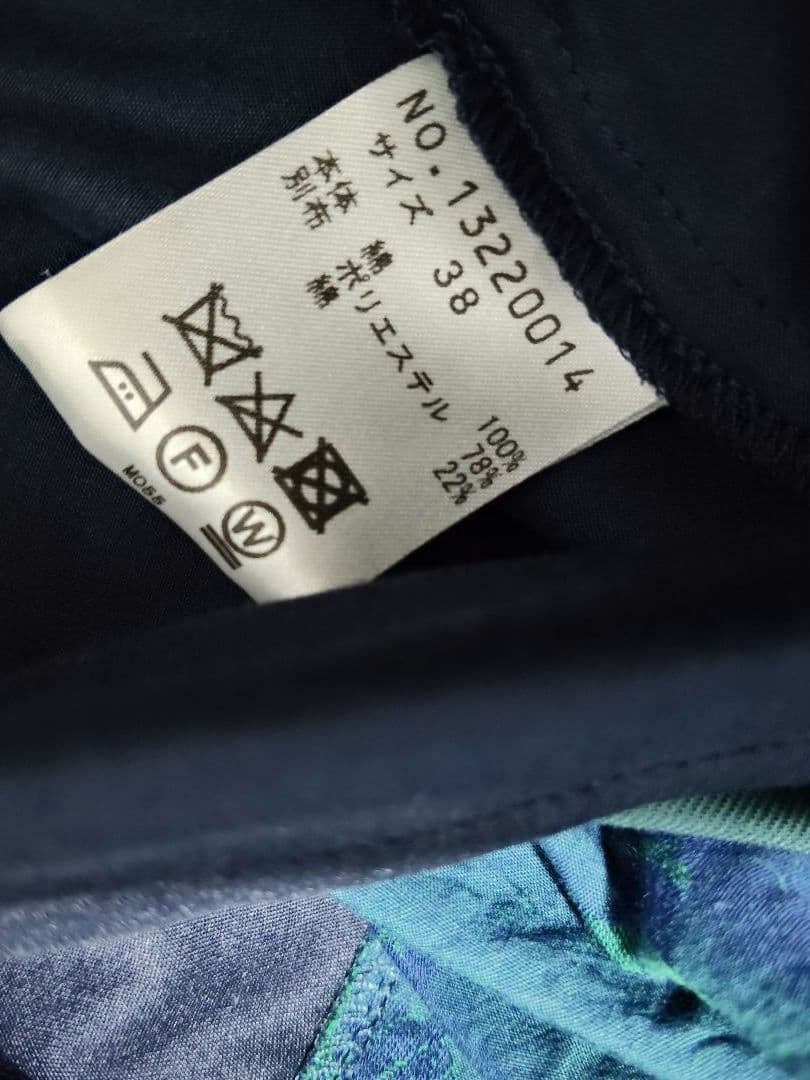 NO.13220014
サイズ 38
本体 綿 100%
別布 ポリエステル 78%
綿 22%
F
W
M055